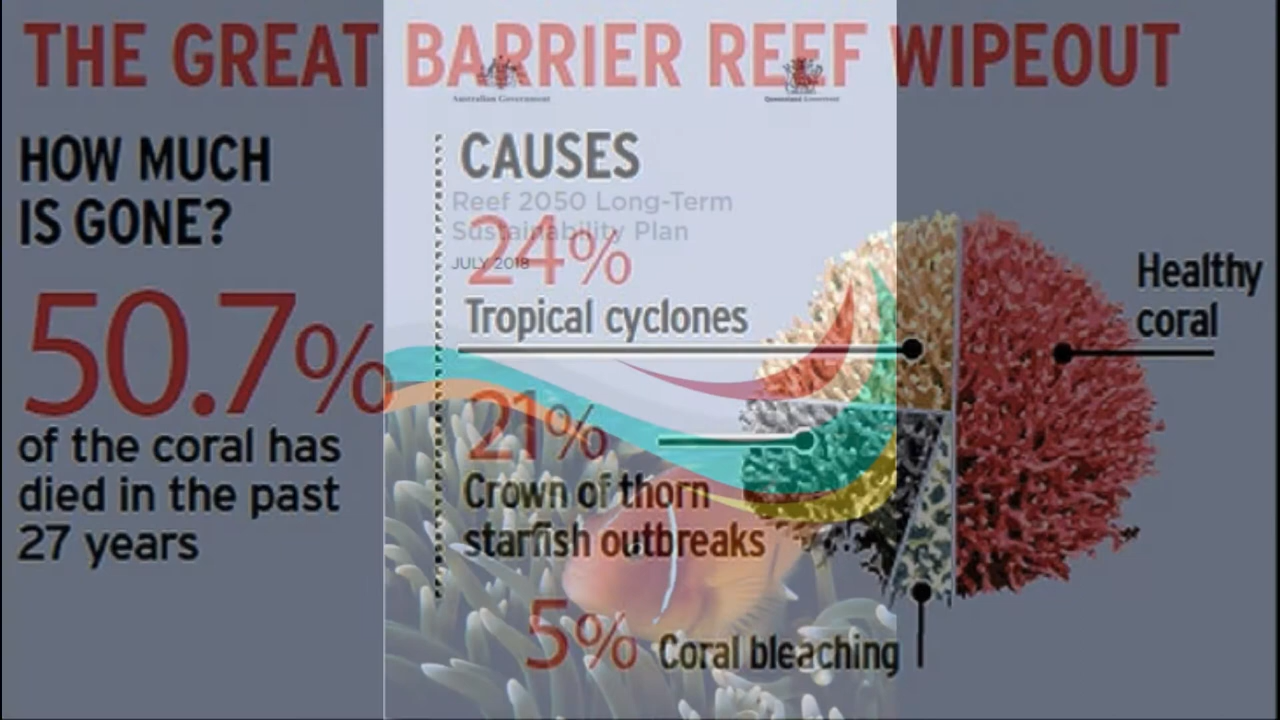 THE GREAT BARRIER REEF WIPEOUT
Australian Government
Queensland Government
HOW MUCH
IS GONE?
50.7%
of the coral has
died in the past
27 years
CAUSES
Reef 2050 Long-Term
Sustainability Plan
JULY 2018
24%
Tropical cyclones
21%
Crown of thorn
starfish outbreaks
5% Coral bleaching
Healthy
coral